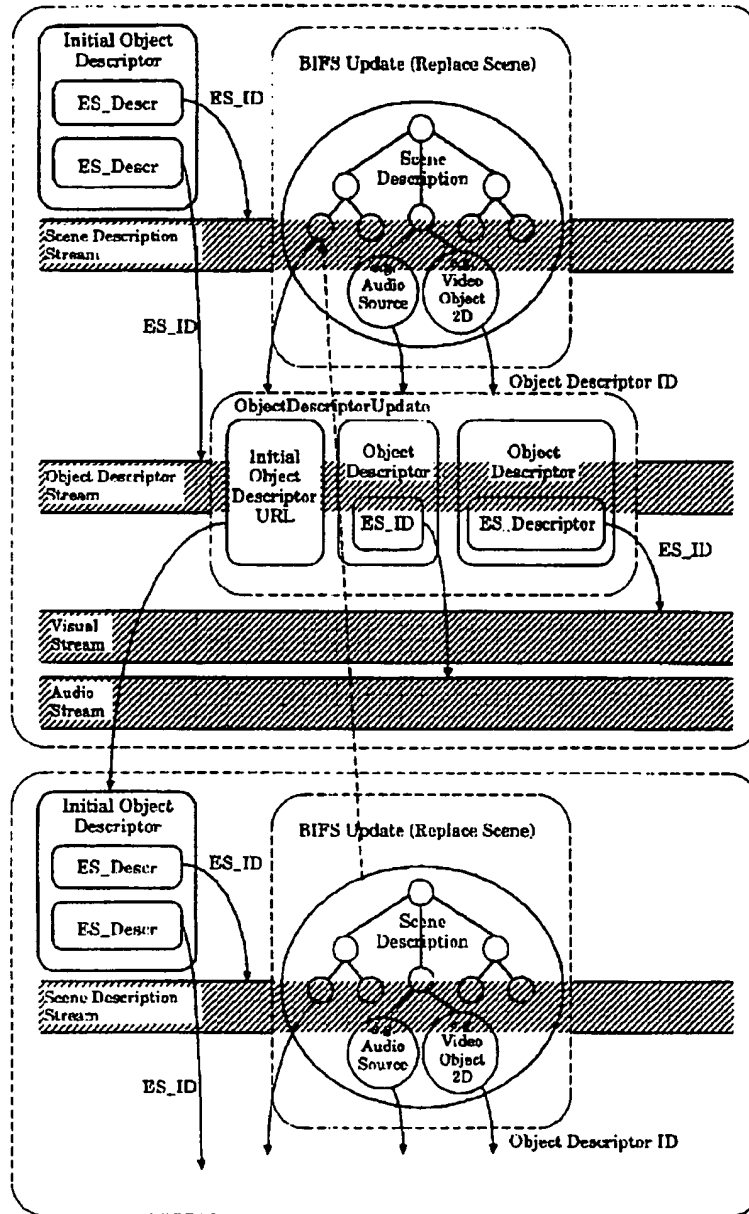 Initial Object
Descriptor
ES_Descr
ES_Descr
ES_ID
ES_ID
BIFS Update (Replace Scene)
Scene
Description
Scene Description
Stream
e.g.
Audio
Source
e.g.
Video
Object
2D
Object Descriptor ID
ObjectDescriptorUpdate
Initial
Object
Descriptor
URL
Object
Descriptor
ES_ID
Object
Descriptor
ES_Descriptor
Object Descriptor
Stream
ES_ID
Visual
Stream
Audio
Stream
Initial Object
Descriptor
ES_Descr
ES_Descr
ES_ID
ES_ID
BIFS Update (Replace Scene)
Scene
Description
Scene Description
Stream
e.g.
Audio
Source
e.g.
Video
Object
2D
Object Descriptor ID